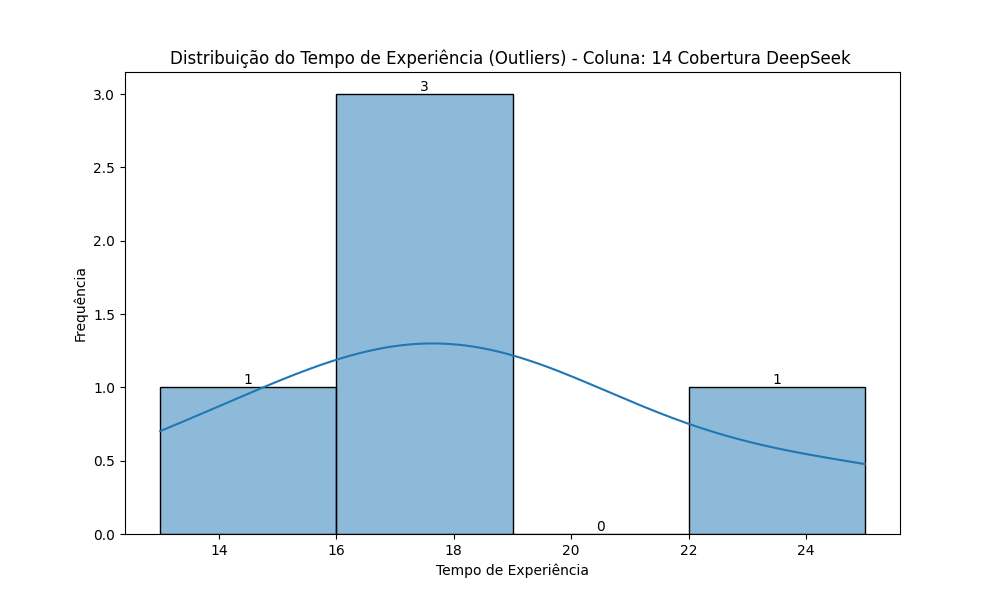 Distribuição do Tempo de Experiência (Outliers) - Coluna: 14 Cobertura DeepSeek
3.0
2.5
2.0
1.5
1.0
0.5
0.0
Frequência
1
3
0
1
14 16 18 20 22 24
Tempo de Experiência